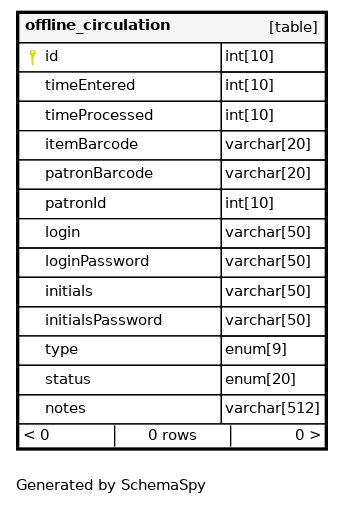 offline_circulation [table]
id int[10]
timeEntered int[10]
timeProcessed int[10]
itemBarcode varchar[20]
patronBarcode varchar[20]
patronId int[10]
login varchar[50]
loginPassword varchar[50]
initials varchar[50]
initialsPassword varchar[50]
type enum[9]
status enum[20]
notes varchar[512]
< 0 0 rows 0 >
Generated by SchemaSpy